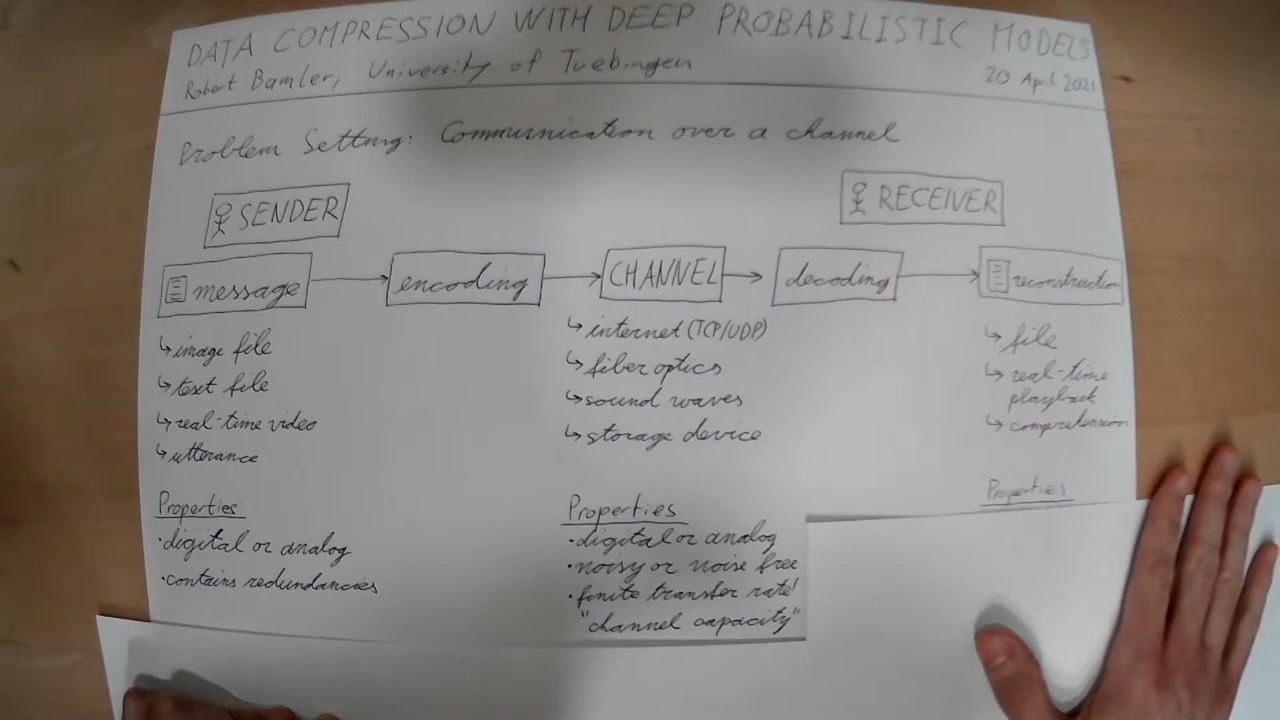 DATA COMPRESSION WITH DEEP PROBABILISTIC MODELS
Robert Bamler, University of Tuebingen
20 April 2021
Problem Setting: Communication over a channel
SENDER
RECEIVER
message
encoding
CHANNEL
decoding
reconstruction
↳ image file
↳ text file
↳ real-time video
↳ utterance
Properties
· digital or analog
· contains redundancies
↳ internet (TCP/UDP)
↳ fiber optics
↳ sound waves
↳ storage device
Properties
· digital or analog
· noisy or noise free
· finite transfer rate
"channel capacity"
↳ file
↳ real-time
playback
↳ comprehension
Properties